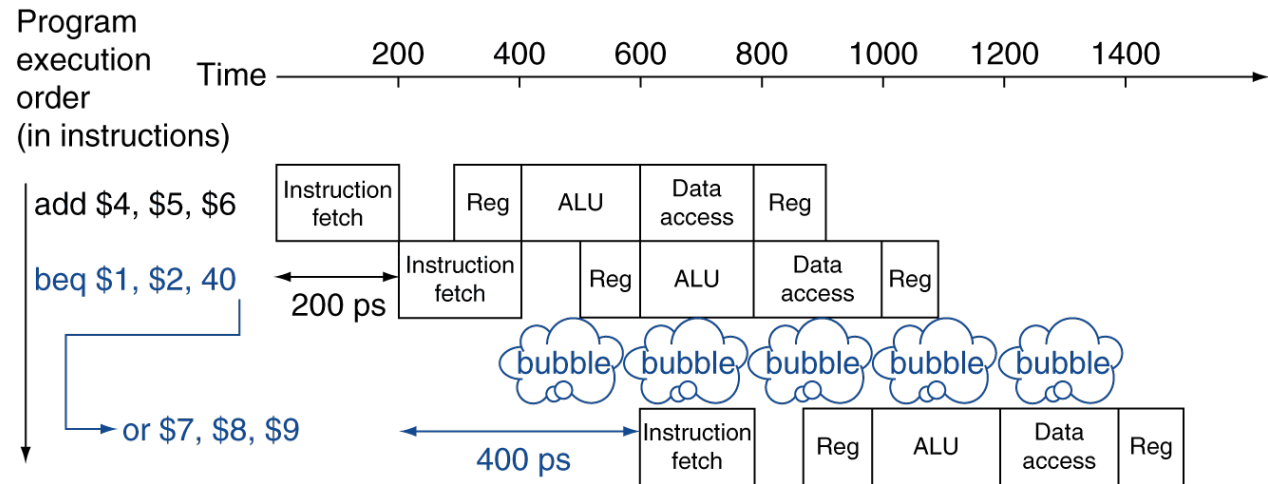 Program
execution
order
(in instructions)
Time
200 400 600 800 1000 1200 1400
add $4, $5, $6
Instruction
fetch
Reg
ALU
Data
access
Reg
beq $1, $2, 40
200 ps
Instruction
fetch
Reg
ALU
Data
access
Reg
bubble bubble bubble bubble bubble
or $7, $8, $9
400 ps
Instruction
fetch
Reg
ALU
Data
access
Reg